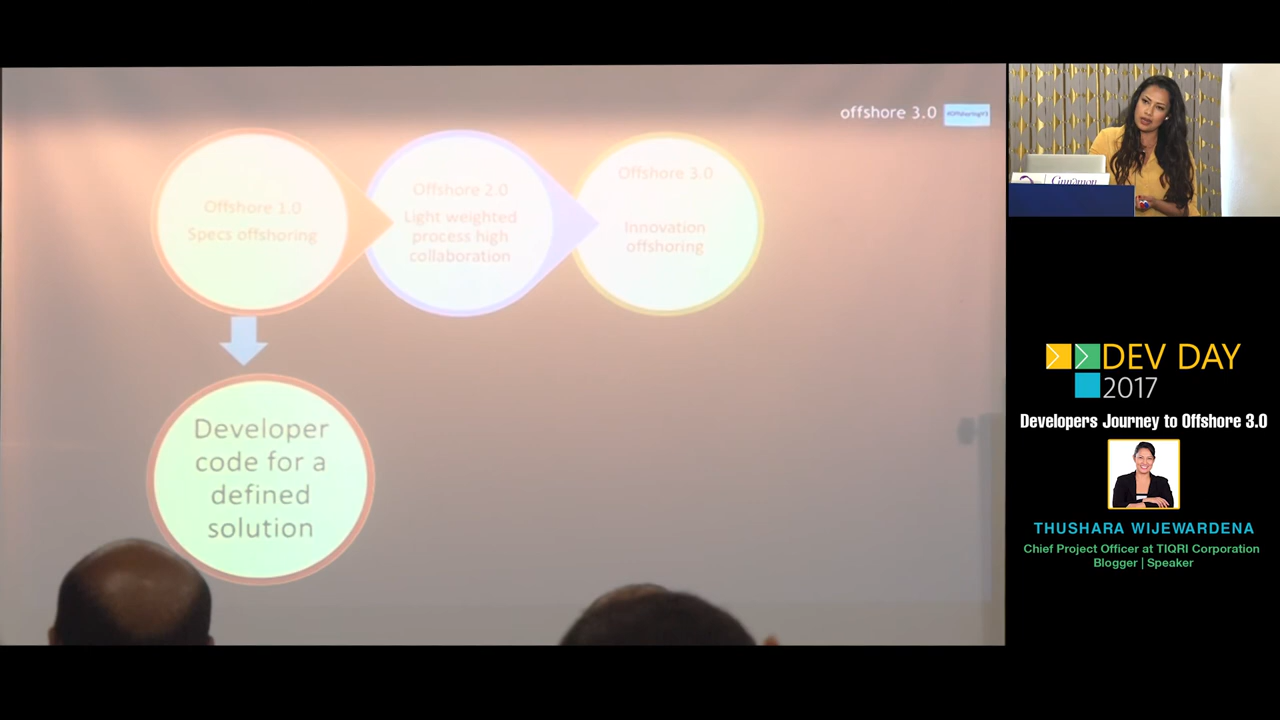 offshore 3.0
Offshore 1.0
Specs offshoring
Offshore 2.0
Light weighted
process high
collaboration
Offshore 3.0
Innovation
offshoring
Developer
code for a
defined
solution
Cinnamon
DEV DAY
2017
Developers Journey to Offshore 3.0
THUSHARA WIJEWARDENA
Chief Project Officer at TIQRI Corporation
Blogger | Speaker